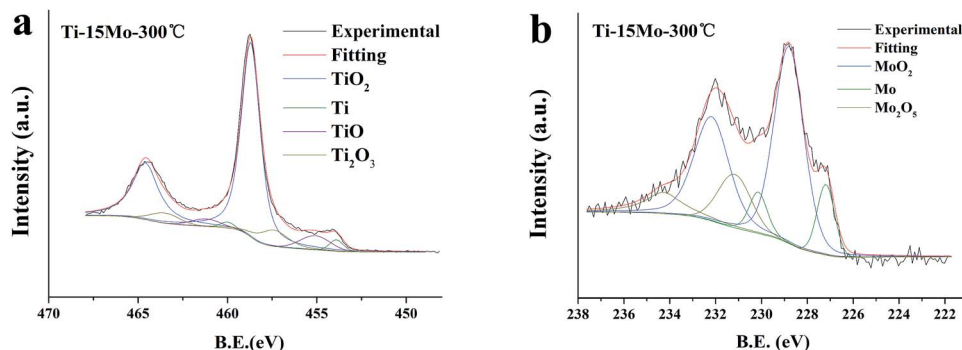 a
Ti-15Mo-300℃
Experimental
Fitting
TiO₂
Ti
TiO
Ti₂O₃
Intensity (a.u.)
470 465 460 455 450
B.E.(eV)
b
Ti-15Mo-300℃
Experimental
Fitting
MoO₂
Mo
Mo₂O₅
Intensity (a.u.)
238 236 234 232 230 228 226 224 222
B.E. (eV)